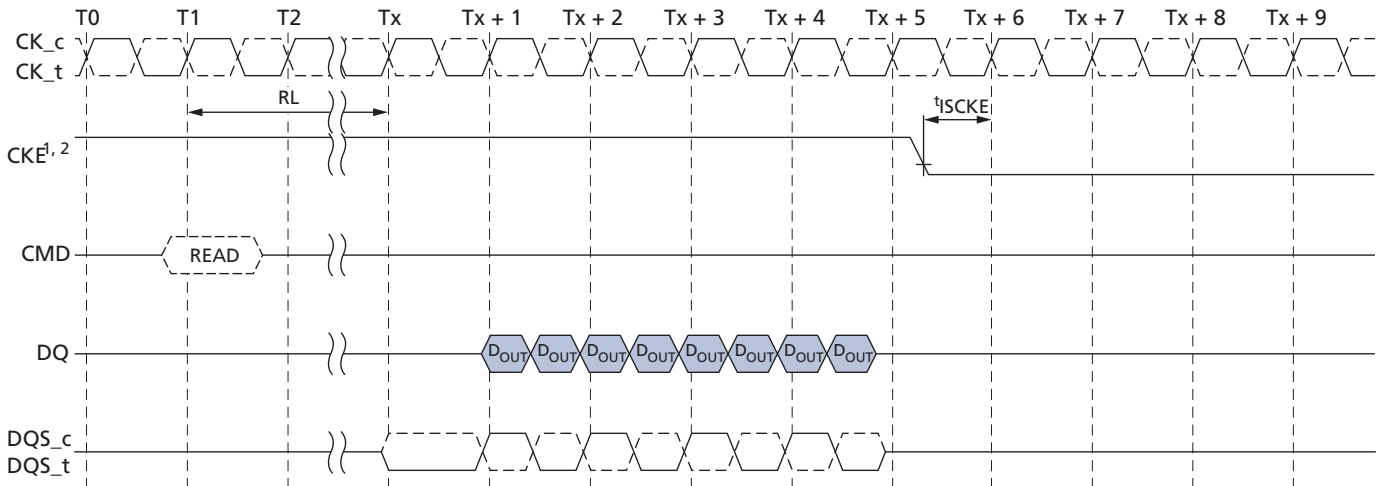 T0 T1 T2 Tx Tx + 1 Tx + 2 Tx + 3 Tx + 4 Tx + 5 Tx + 6 Tx + 7 Tx + 8 Tx + 9
CK_c
CK_t
RL
tISCKE
CKE1, 2
CMD READ
DQ DOUT DOUT DOUT DOUT DOUT DOUT DOUT DOUT
DQS_c
DQS_t